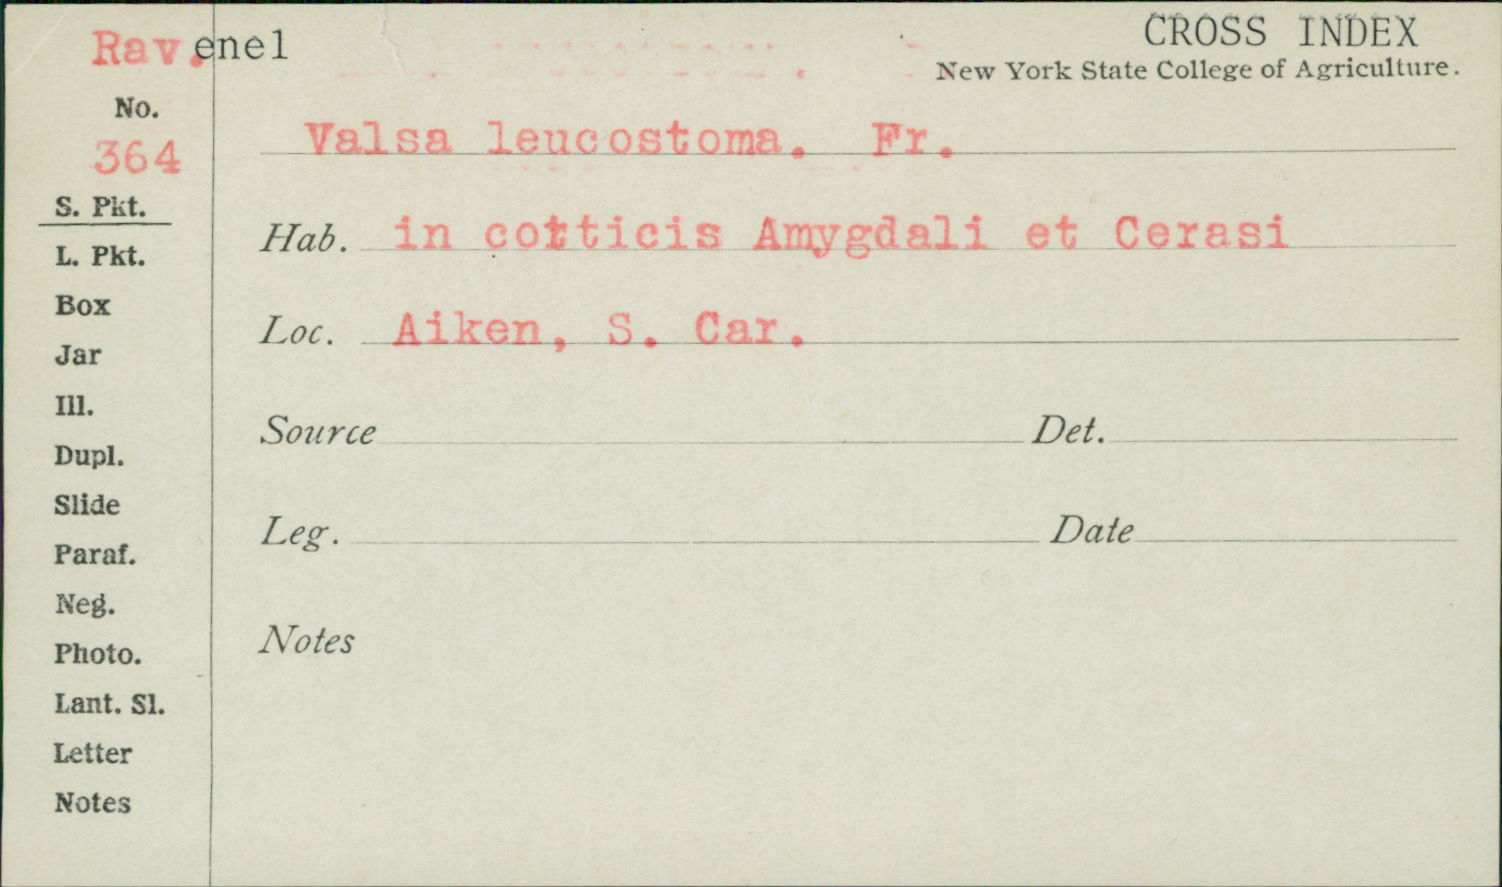 Rav.enel
CROSS INDEX
New York State College of Agriculture.
No.
364
Valsa leucostoma. Fr.
S. Pkt.
Hab. in cotticis Amygdali et Cerasi
L. Pkt.
Box
Loc. Aiken, S. Car.
Jar
Ill.
Source Det.
Dupl.
Slide
Leg. Date
Paraf.
Neg.
Notes
Photo.
Lant. Sl.
Letter
Notes